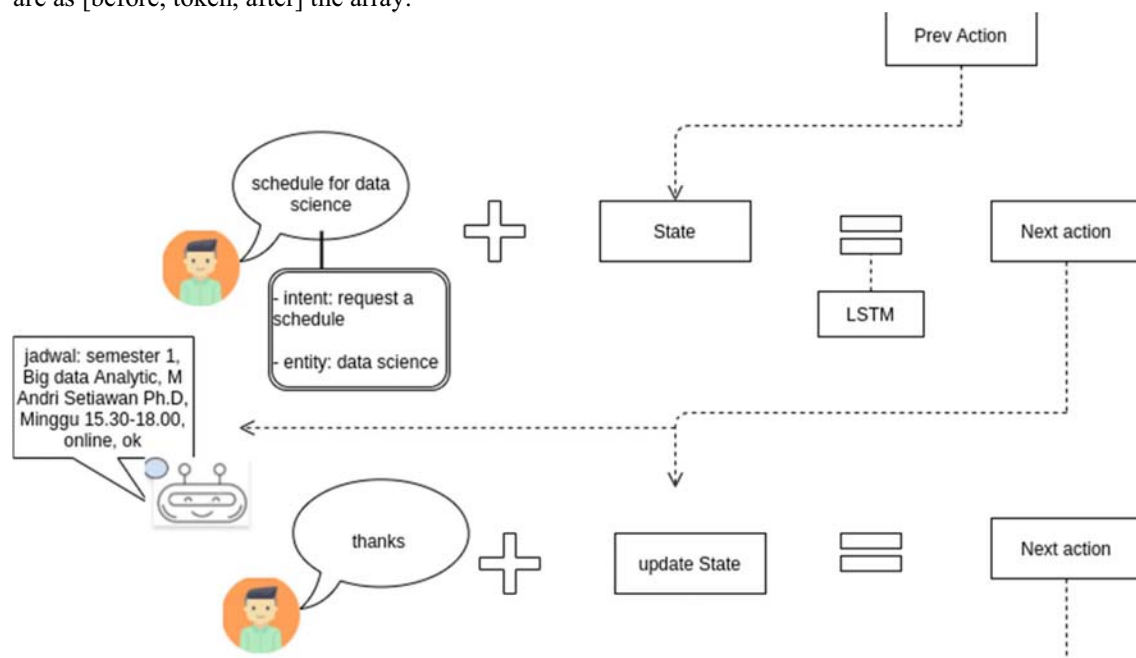 are as [before, token, after] the array.
Prev Action
schedule for data
science
State
Next action
- intent: request a
schedule
- entity: data science
LSTM
jadwal: semester 1,
Big data Analytic, M
Andri Setiawan Ph.D,
Minggu 15.30-18.00,
online, ok
thanks
update State
Next action